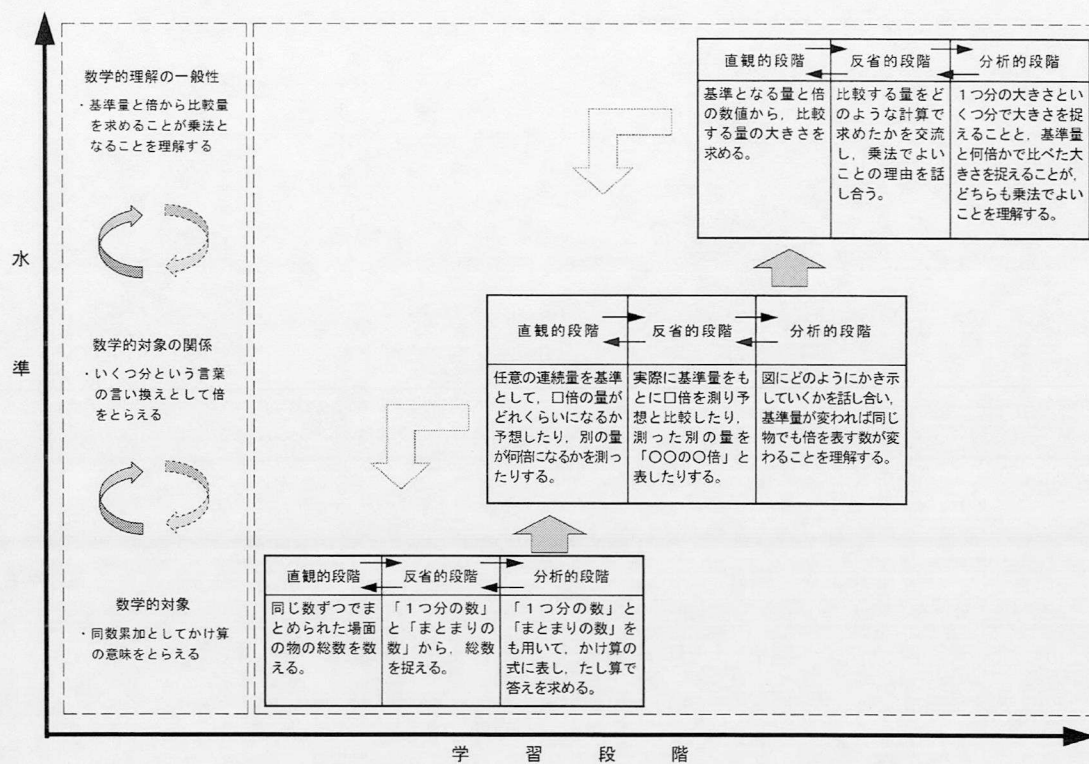 水準
数学的理解の一般性
・基準量と倍から比較量
を求めることが乗法と
なることを理解する
数学的対象の関係
・いくつ分という言葉
の言い換えとして倍
をとらえる
数学的対象
・同数累加としてかけ算
の意味をとらえる
直観的段階
反省的段階
分析的段階
基準となる量と倍
の数値から,比較
する量の大きさを
求める。
比較する量をど
のような計算で
求めたかを交流
し,乗法でよい
ことの理由を話
し合う。
1つ分の大きさとい
くつ分で大きさを捉
えることと,基準量
と何倍かで比べた大
きさを捉えることが,
どちらも乗法でよい
ことを理解する。
直観的段階
反省的段階
分析的段階
任意の連続量を基準
として,口倍の量が
どれくらいになるか
予想したり,別の量
が何倍になるかを測っ
たりする。
実際に基準量をも
とに口倍を測り予
想と比較したり,
測った別の量を
「〇〇の〇倍」と
表したりする。
図にどのようにかき示
していくかを話し合い,
基準量が変われば同じ
物でも倍を表す数が変
わることを理解する。
直観的段階
反省的段階
分析的段階
同じ数ずつでま
とめられた場面
の物の総数を数
える。
「1つ分の数」
と「まとまりの
数」から,総数
を捉える。
「1つ分の数」と
「まとまりの数」を
も用いて,かけ算の
式に表し,たし算で
答えを求める。
学習段階